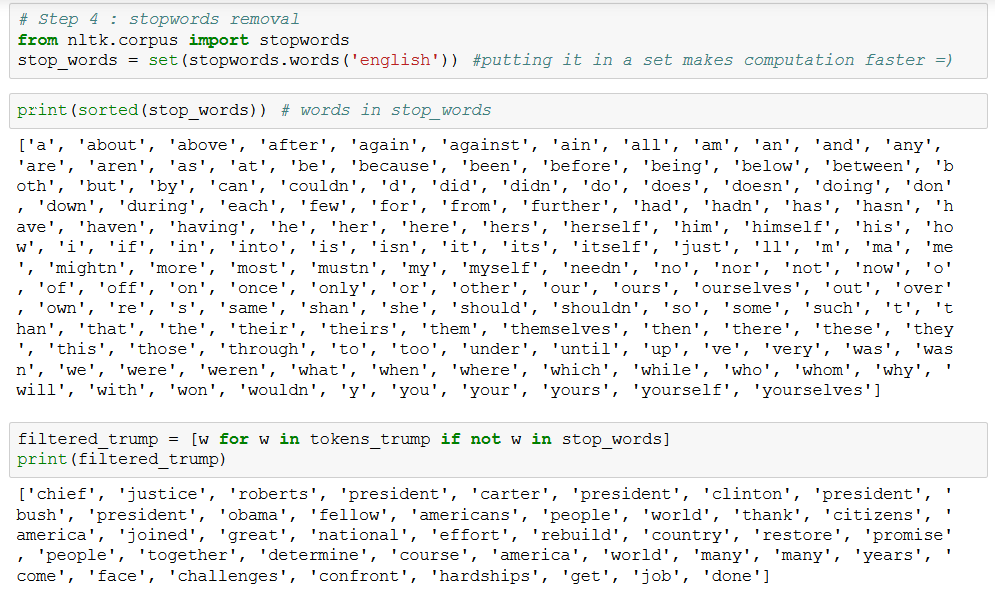 # Step 4 : stopwords removal
from nltk.corpus import stopwords
stop_words = set(stopwords.words('english')) #putting it in a set makes computation faster =)
print(sorted(stop_words)) # words in stop_words
['a', 'about', 'above', 'after', 'again', 'against', 'ain', 'all', 'am', 'an', 'and', 'any',
'are', 'aren', 'as', 'at', 'be', 'because', 'been', 'before', 'being', 'below', 'between', 'b
oth', 'but', 'by', 'can', 'couldn', 'd', 'did', 'didn', 'do', 'does', 'doesn', 'doing', 'don'
, 'down', 'during', 'each', 'few', 'for', 'from', 'further', 'had', 'hadn', 'has', 'hasn', 'h
ave', 'haven', 'having', 'he', 'her', 'here', 'hers', 'herself', 'him', 'himself', 'his', 'ho
w', 'i', 'if', 'in', 'into', 'is', 'isn', 'it', 'its', 'itself', 'just', 'll', 'm', 'ma', 'me
', 'mightn', 'more', 'most', 'mustn', 'my', 'myself', 'needn', 'no', 'nor', 'not', 'now', 'o'
, 'of', 'off', 'on', 'once', 'only', 'or', 'other', 'our', 'ours', 'ourselves', 'out', 'over'
, 'own', 're', 's', 'same', 'shan', 'she', 'should', 'shouldn', 'so', 'some', 'such', 't', 't
han', 'that', 'the', 'their', 'theirs', 'them', 'themselves', 'then', 'there', 'these', 'they
', 'this', 'those', 'through', 'to', 'too', 'under', 'until', 'up', 've', 'very', 'was', 'was
n', 'we', 'were', 'weren', 'what', 'when', 'where', 'which', 'while', 'who', 'whom', 'why', '
will', 'with', 'won', 'wouldn', 'y', 'you', 'your', 'yours', 'yourself', 'yourselves']
filtered_trump = [w for w in tokens_trump if not w in stop_words]
print(filtered_trump)
['chief', 'justice', 'roberts', 'president', 'carter', 'president', 'clinton', 'president', '
bush', 'president', 'obama', 'fellow', 'americans', 'people', 'world', 'thank', 'citizens', '
america', 'joined', 'great', 'national', 'effort', 'rebuild', 'country', 'restore', 'promise'
, 'people', 'together', 'determine', 'course', 'america', 'world', 'many', 'many', 'years', '
come', 'face', 'challenges', 'confront', 'hardships', 'get', 'job', 'done']